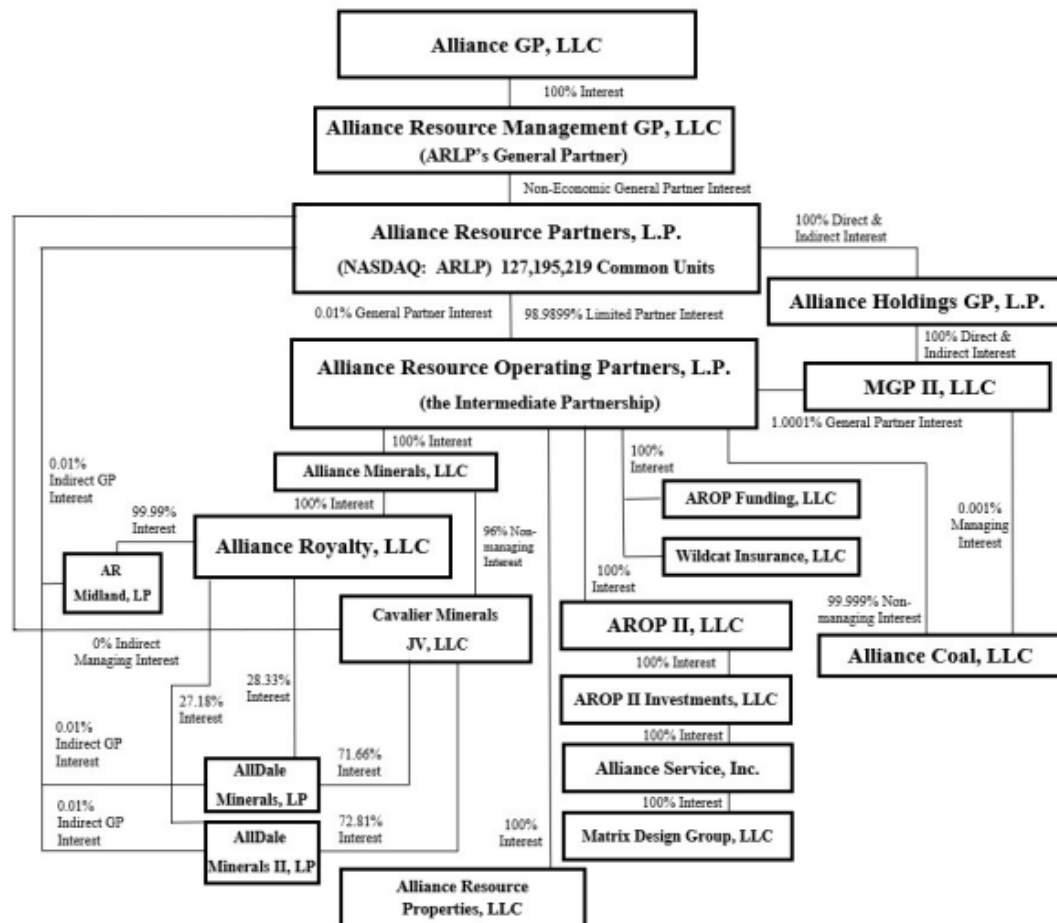 Alliance GP, LLC
100% Interest
Alliance Resource Management GP, LLC
(ARLP's General Partner)
Non-Economic General Partner Interest
Alliance Resource Partners, L.P.
(NASDAQ: ARLP) 127,195,219 Common Units
100% Direct &
Indirect Interest
0.01% General Partner Interest
98.9899% Limited Partner Interest
Alliance Holdings GP, L.P.
100% Direct &
Indirect Interest
Alliance Resource Operating Partners, L.P.
(the Intermediate Partnership)
MGP II, LLC
1.0001% General Partner Interest
100% Interest
Alliance Minerals, LLC
100% Interest
0.01%
Indirect GP
Interest
99.99%
Interest
Alliance Royalty, LLC
96% Non-
managing
Interest
AR
Midland, LP
100%
Interest
AROP Funding, LLC
Wildcat Insurance, LLC
0.001%
Managing
Interest
100%
Interest
Cavalier Minerals
JV, LLC
0% Indirect
Managing Interest
AROP II, LLC
99.999% Non-
managing Interest
Alliance Coal, LLC
100% Interest
AROP II Investments, LLC
100% Interest
Alliance Service, Inc.
100% Interest
Matrix Design Group, LLC
28.33%
Interest
27.18%
Interest
0.01%
Indirect GP
Interest
71.66%
Interest
AllDale
Minerals, LP
0.01%
Indirect GP
Interest
72.81%
Interest
AllDale
Minerals II, LP
100%
Interest
Alliance Resource
Properties, LLC